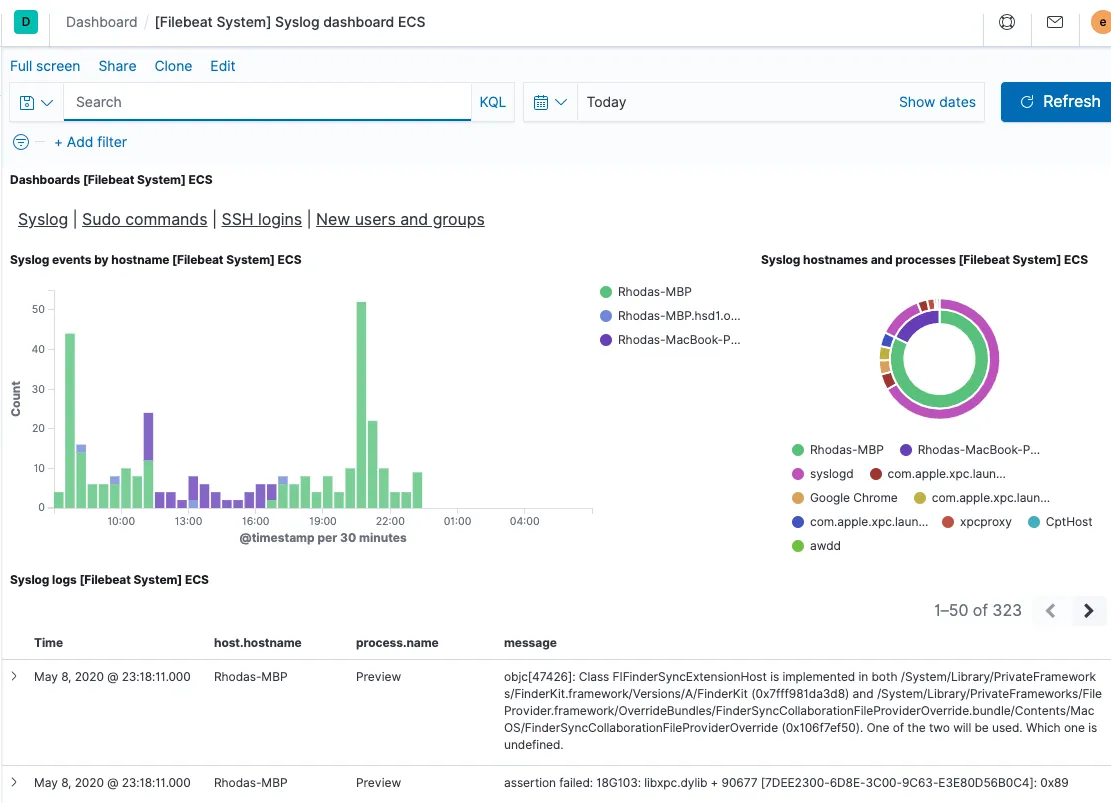 D Dashboard / [Filebeat System] Syslog dashboard ECS e
Full screen Share Clone Edit
Search KQL Today Show dates Refresh
+ Add filter
Dashboards [Filebeat System] ECS
Syslog | Sudo commands | SSH logins | New users and groups
Syslog events by hostname [Filebeat System] ECS
Count
50
40
30
20
10
0
10:00 13:00 16:00 19:00 22:00 01:00 04:00
@timestamp per 30 minutes
Rhodas-MBP
Rhodas-MBP.hsd1.o...
Rhodas-MacBook-P...
Syslog hostnames and processes [Filebeat System] ECS
Rhodas-MBP Rhodas-MacBook-P...
syslogd com.apple.xpc.laun...
Google Chrome com.apple.xpc.laun...
com.apple.xpc.laun... xpcproxy CptHost
awdd
Syslog logs [Filebeat System] ECS
1–50 of 323
Time host.hostname process.name message
May 8, 2020 @ 23:18:11.000 Rhodas-MBP Preview objc[47426]: Class FIFinderSyncExtensionHost is implemented in both /System/Library/PrivateFramework
s/FinderKit.framework/Versions/A/FinderKit (0x7fff981da3d8) and /System/Library/PrivateFrameworks/File
Provider.framework/OverrideBundles/FinderSyncCollaborationFileProviderOverride.bundle/Contents/Mac
OS/FinderSyncCollaborationFileProviderOverride (0x106f7ef50). One of the two will be used. Which one is
undefined.
May 8, 2020 @ 23:18:11.000 Rhodas-MBP Preview assertion failed: 18G103: libxpc.dylib + 90677 [7DEE2300-6D8E-3C00-9C63-E3E80D56B0C4]: 0x89